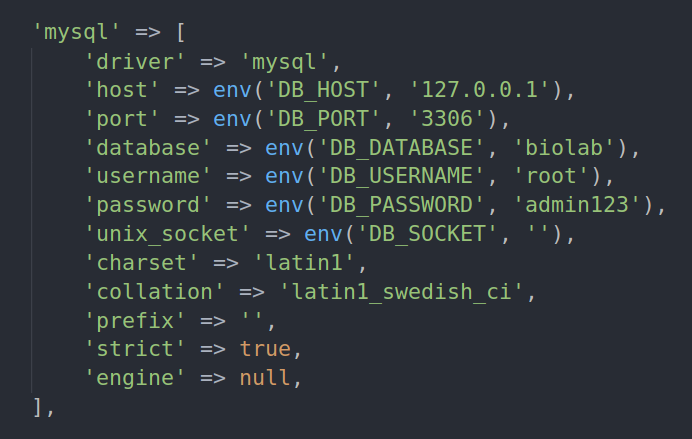 'mysql' => [
    'driver' => 'mysql',
    'host' => env('DB_HOST', '127.0.0.1'),
    'port' => env('DB_PORT', '3306'),
    'database' => env('DB_DATABASE', 'biolab'),
    'username' => env('DB_USERNAME', 'root'),
    'password' => env('DB_PASSWORD', 'admin123'),
    'unix_socket' => env('DB_SOCKET', ''),
    'charset' => 'latin1',
    'collation' => 'latin1_swedish_ci',
    'prefix' => '',
    'strict' => true,
    'engine' => null,
],